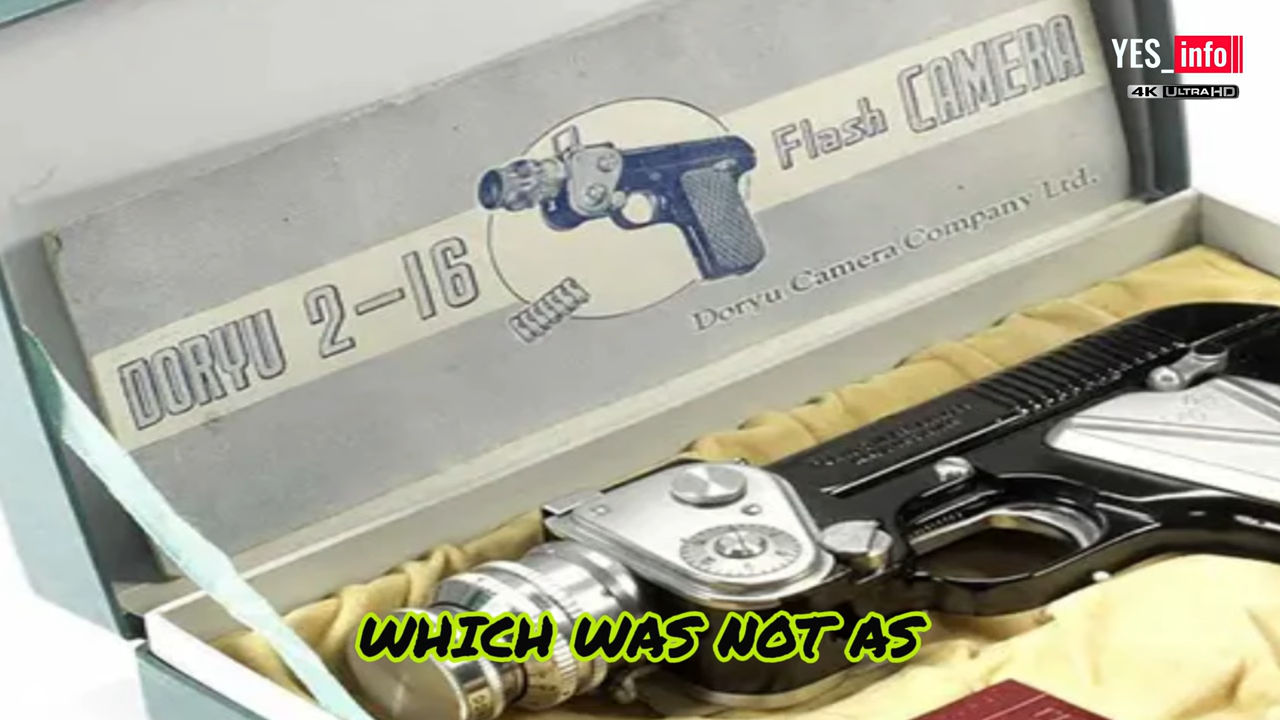 YES_info
4K ULTRA HD
Flash CAMERA
DORYU 2-16
Doryu Camera Company Ltd.
WHICH WAS NOT AS